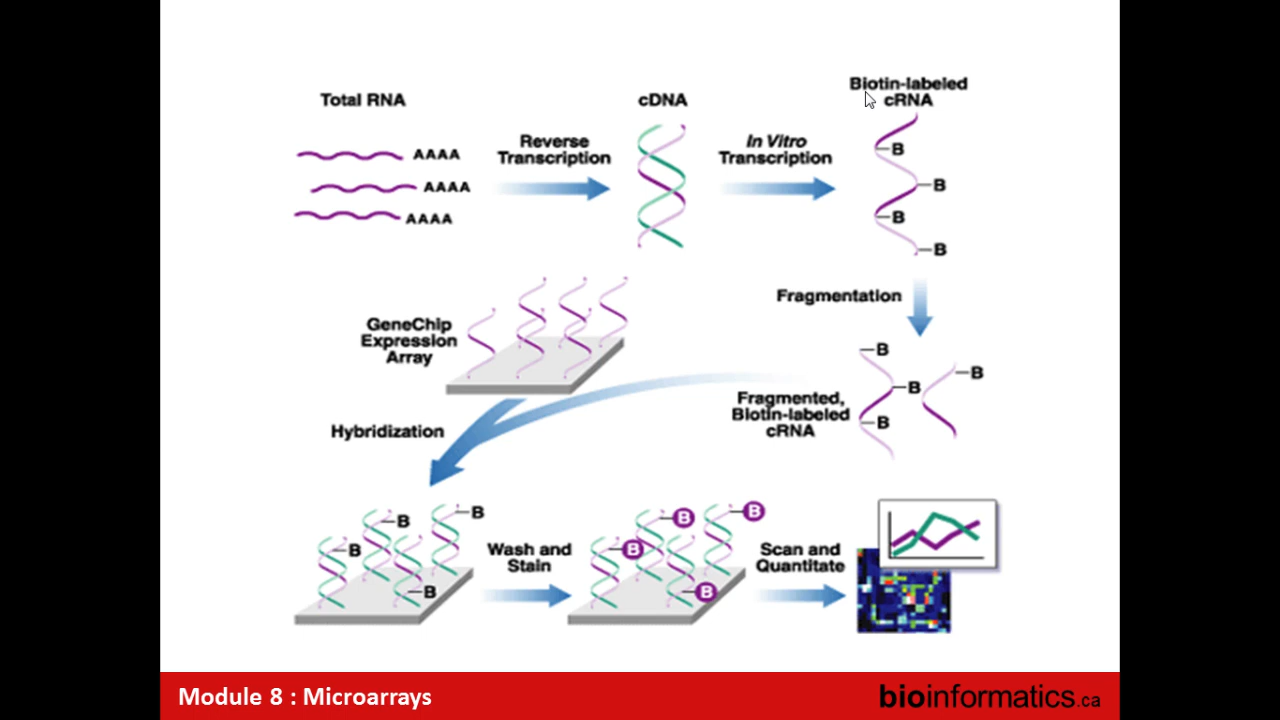 Total RNA
AAAA
AAAA
AAAA
Reverse
Transcription
cDNA
In Vitro
Transcription
Biotin-labeled
cRNA
B
B
B
B
Fragmentation
B
B
B
B
Fragmented,
Biotin-labeled
cRNA
GeneChip
Expression
Array
Hybridization
B
B
B
B
Wash and
Stain
B
B
B
B
Scan and
Quantitate
Module 8 : Microarrays
bioinformatics.ca